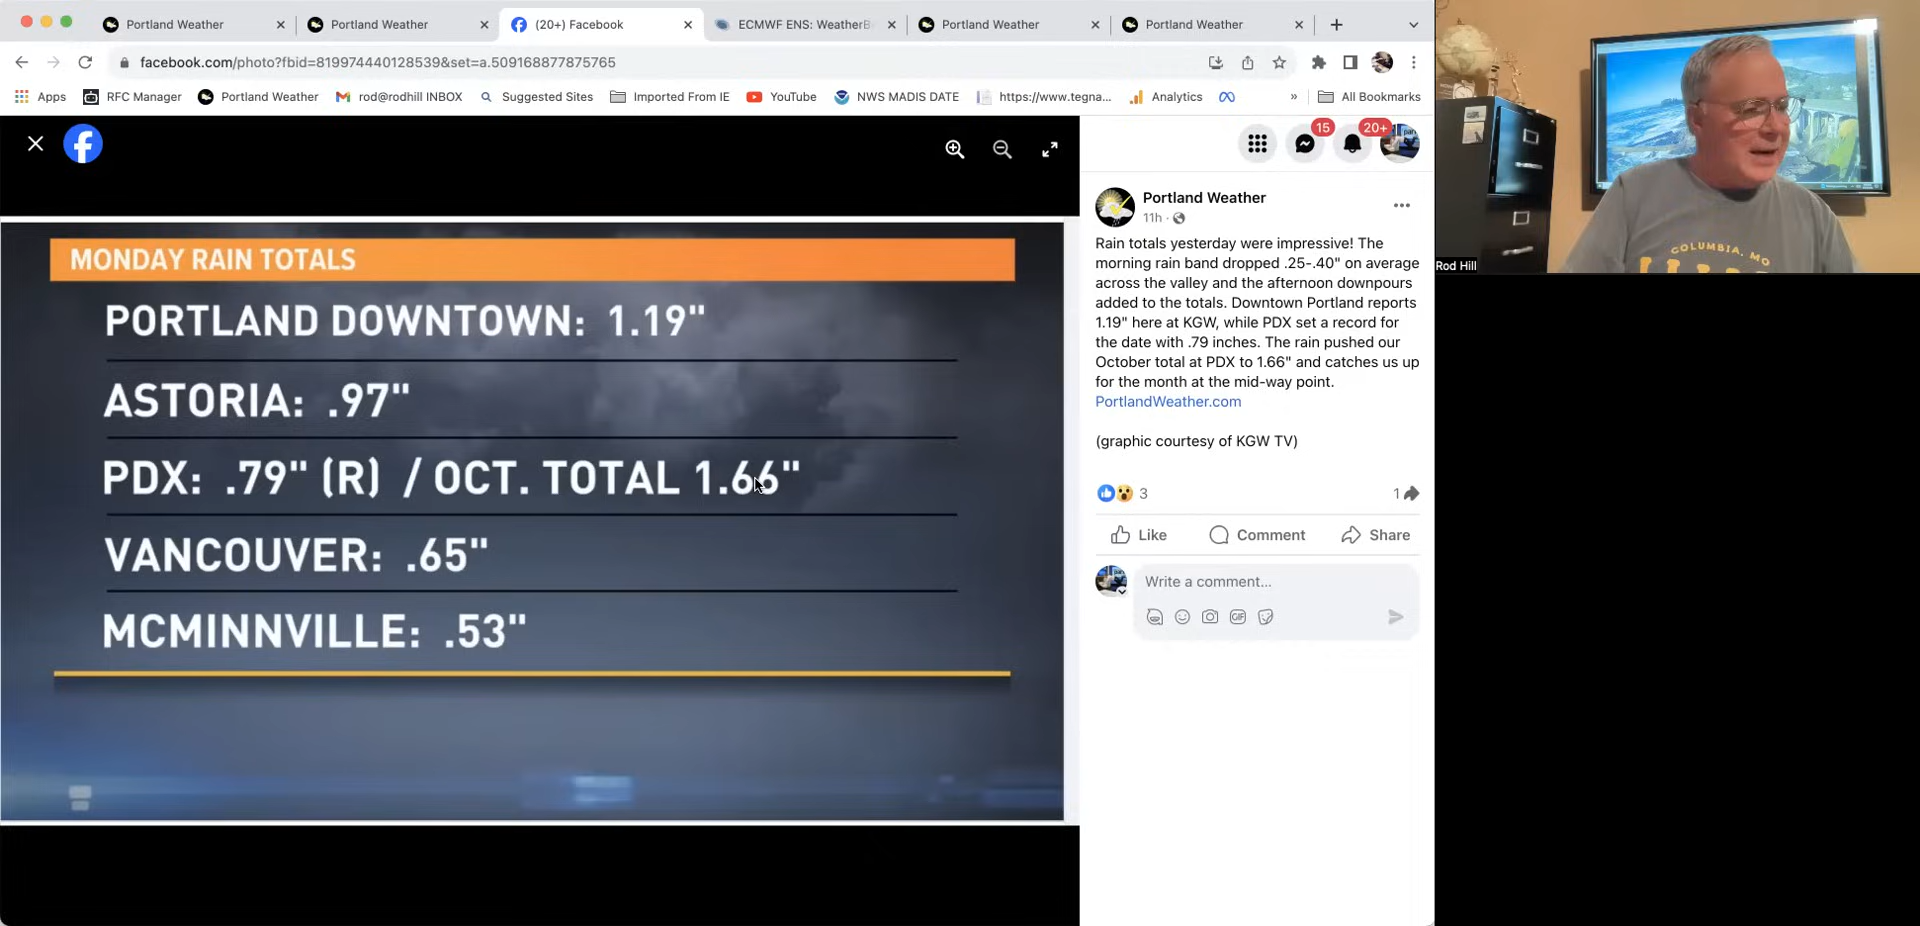 Portland Weather
Portland Weather
(20+) Facebook
ECMWF ENS: WeatherB
Portland Weather
Portland Weather
facebook.com/photo?fbid=819974440128539&set=a.509168877875765
Apps
RFC Manager
Portland Weather
rod@rodhill INBOX
Suggested Sites
Imported From IE
YouTube
NWS MADIS DATE
https://www.tegna...
Analytics
»
All Bookmarks
15
20+
MONDAY RAIN TOTALS
PORTLAND DOWNTOWN: 1.19"
ASTORIA: .97"
PDX: .79" (R) / OCT. TOTAL 1.66"
VANCOUVER: .65"
MCMINNVILLE: .53"
Portland Weather
11h ·
Rain totals yesterday were impressive! The
morning rain band dropped .25-.40" on average
across the valley and the afternoon downpours
added to the totals. Downtown Portland reports
1.19" here at KGW, while PDX set a record for
the date with .79 inches. The rain pushed our
October total at PDX to 1.66" and catches us up
for the month at the mid-way point.
PortlandWeather.com
(graphic courtesy of KGW TV)
3
1
Like
Comment
Share
Write a comment...
GIF
COLUMBIA, MO
Rod Hill